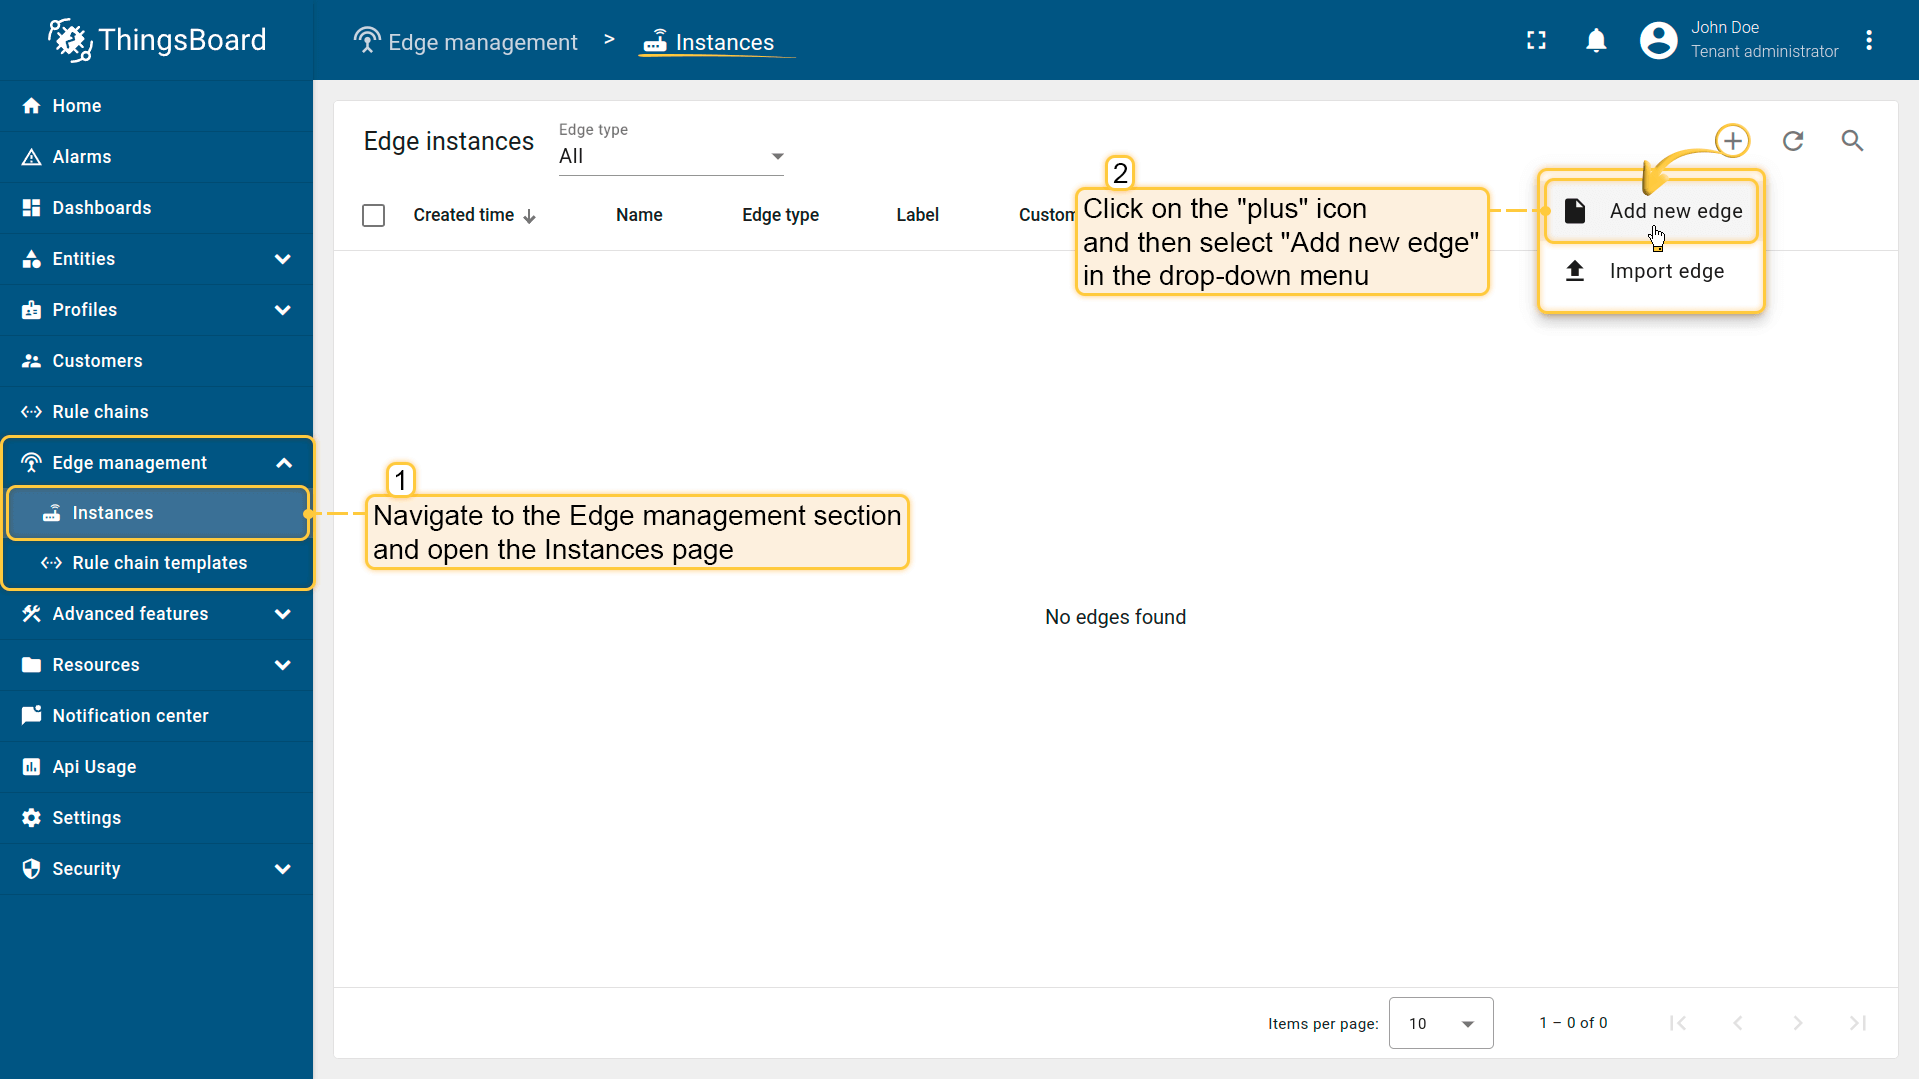 ThingsBoard
Edge management > Instances
John Doe
Tenant administrator
Home
Alarms
Dashboards
Entities
Profiles
Customers
Rule chains
Edge management
Instances
Rule chain templates
Advanced features
Resources
Notification center
Api Usage
Settings
Security
Edge instances
Edge type
All
Created time
Name
Edge type
Label
Custom
2
Click on the "plus" icon
and then select "Add new edge"
in the drop-down menu
Add new edge
Import edge
1
Navigate to the Edge management section
and open the Instances page
No edges found
Items per page: 10 1 – 0 of 0